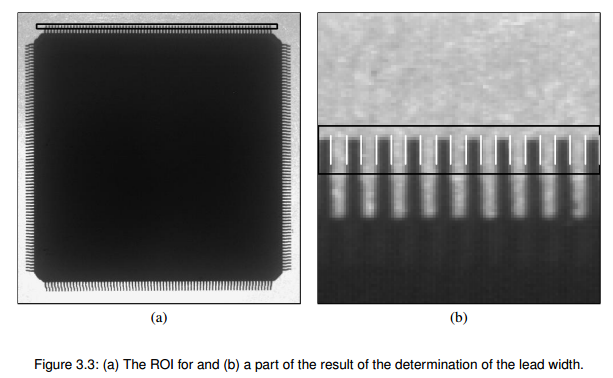 (a)
(b)
Figure 3.3: (a) The ROI for and (b) a part of the result of the determination of the lead width.